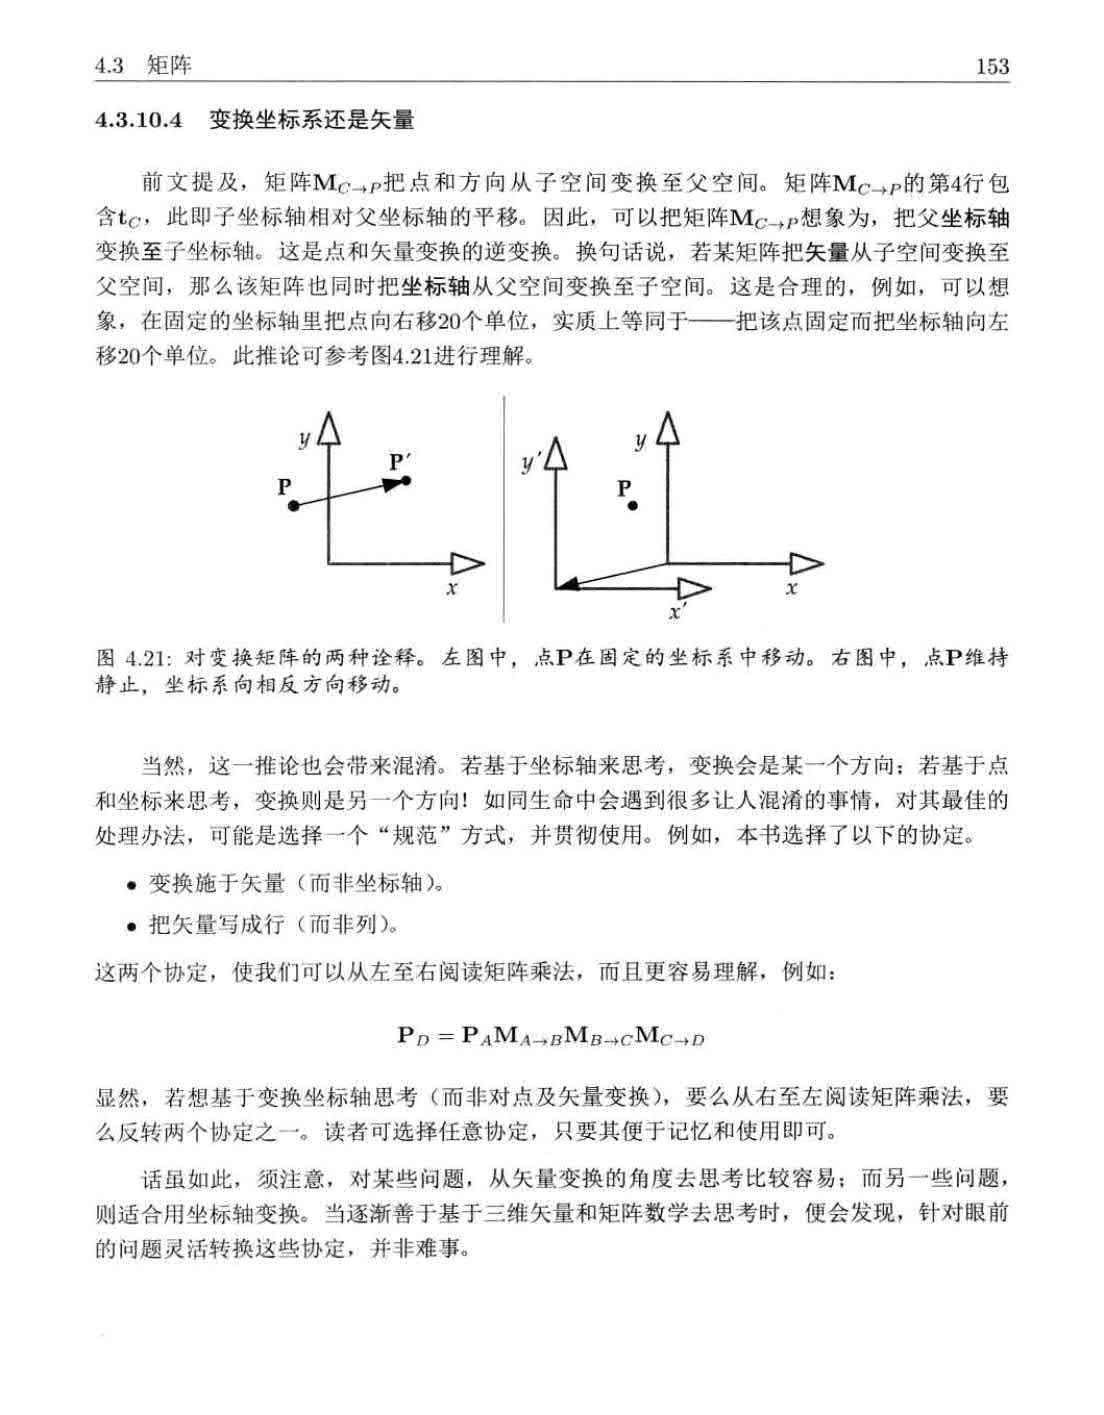 4.3 矩阵 153
4.3.10.4 变换坐标系还是矢量
前文提及，矩阵M_{C→P}把点和方向从子空间变换至父空间。矩阵M_{C→P}的第4行包
含t_C，此即子坐标轴相对父坐标轴的平移。因此，可以把矩阵M_{C→P}想象为，把父坐标轴
变换至子坐标轴。这是点和矢量变换的逆变换。换句话说，若某矩阵把矢量从子空间变换至
父空间，那么该矩阵也同时把坐标轴从父空间变换至子空间。这是合理的，例如，可以想
象，在固定的坐标轴里把点向右移20个单位，实质上等同于——把该点固定而把坐标轴向左
移20个单位。此推论可参考图4.21进行理解。
y
P
P′
x
y′
y
P
x
x′
图 4.21: 对变换矩阵的两种诠释。左图中，点P在固定的坐标系中移动。右图中，点P维持
静止，坐标系向相反方向移动。
当然，这一推论也会带来混淆。若基于坐标轴来思考，变换会是某一个方向；若基于点
和坐标来思考，变换则是另一个方向！如同生命中会遇到很多让人混淆的事情，对其最佳的
处理办法，可能是选择一个“规范”方式，并贯彻使用。例如，本书选择了以下的协定。
• 变换施于矢量（而非坐标轴）。
• 把矢量写成行（而非列）。
这两个协定，使我们可以从左至右阅读矩阵乘法，而且更容易理解，例如：
P_D = P_A M_{A→B} M_{B→C} M_{C→D}
显然，若想基于变换坐标轴思考（而非对点及矢量变换），要么从右至左阅读矩阵乘法，要
么反转两个协定之一。读者可选择任意协定，只要其便于记忆和使用即可。
话虽如此，须注意，对某些问题，从矢量变换的角度去思考比较容易；而另一些问题，
则适合用坐标轴变换。当逐渐善于基于三维矢量和矩阵数学去思考时，便会发现，针对眼前
的问题灵活转换这些协定，并非难事。